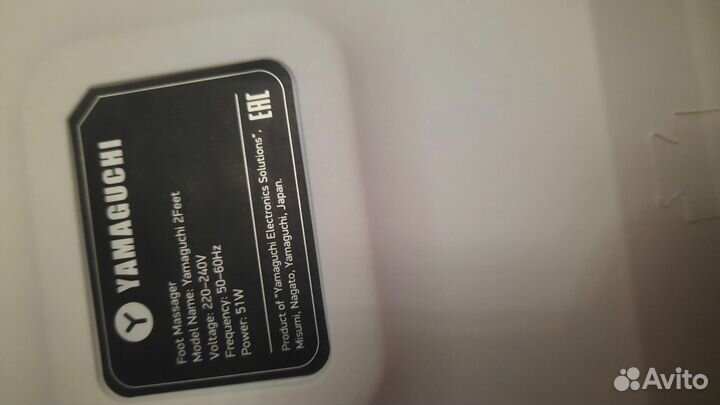 YAMAGUCHI
Foot Massager
Model Name: Yamaguchi 2Feet
Voltage: 220-240V
Frequency: 50-60Hz
Power: 51W
EAC
Product of "Yamaguchi Electronics Solutions",
Misumi, Nagato, Yamaguchi, Japan.
Avito